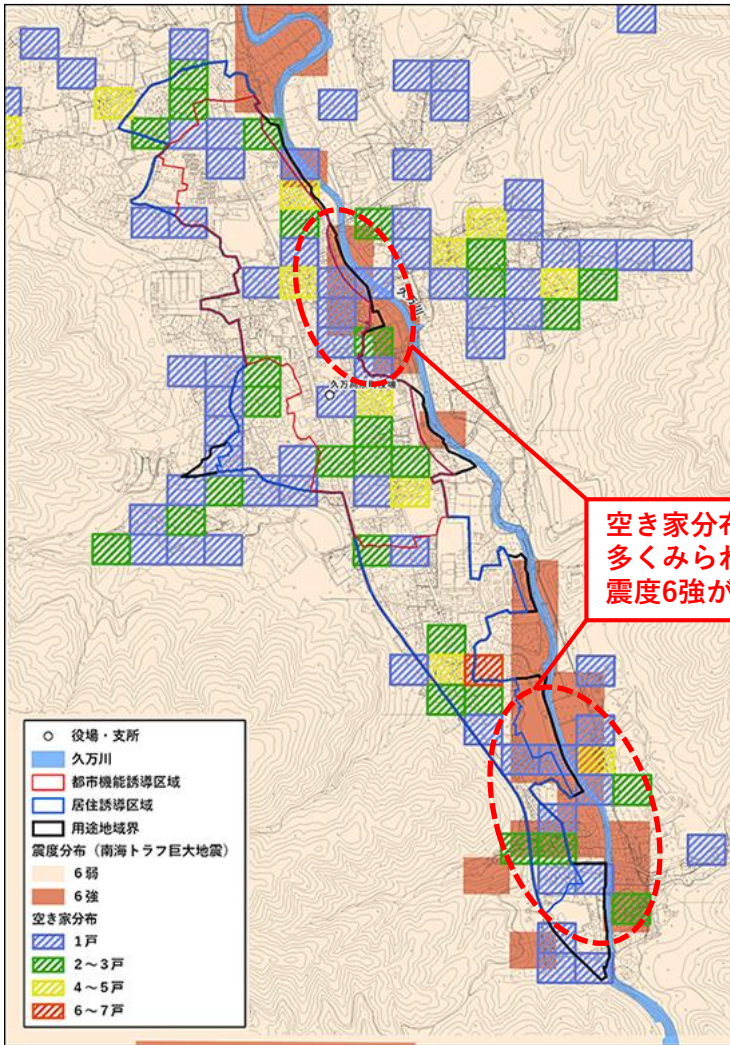 久万川
空き家分布
多くみられ
震度6強が
役場・支所
久万川
都市機能誘導区域
居住誘導区域
用途地域界
震度分布（南海トラフ巨大地震）
6弱
6強
空き家分布
1戸
2～3戸
4～5戸
6～7戸